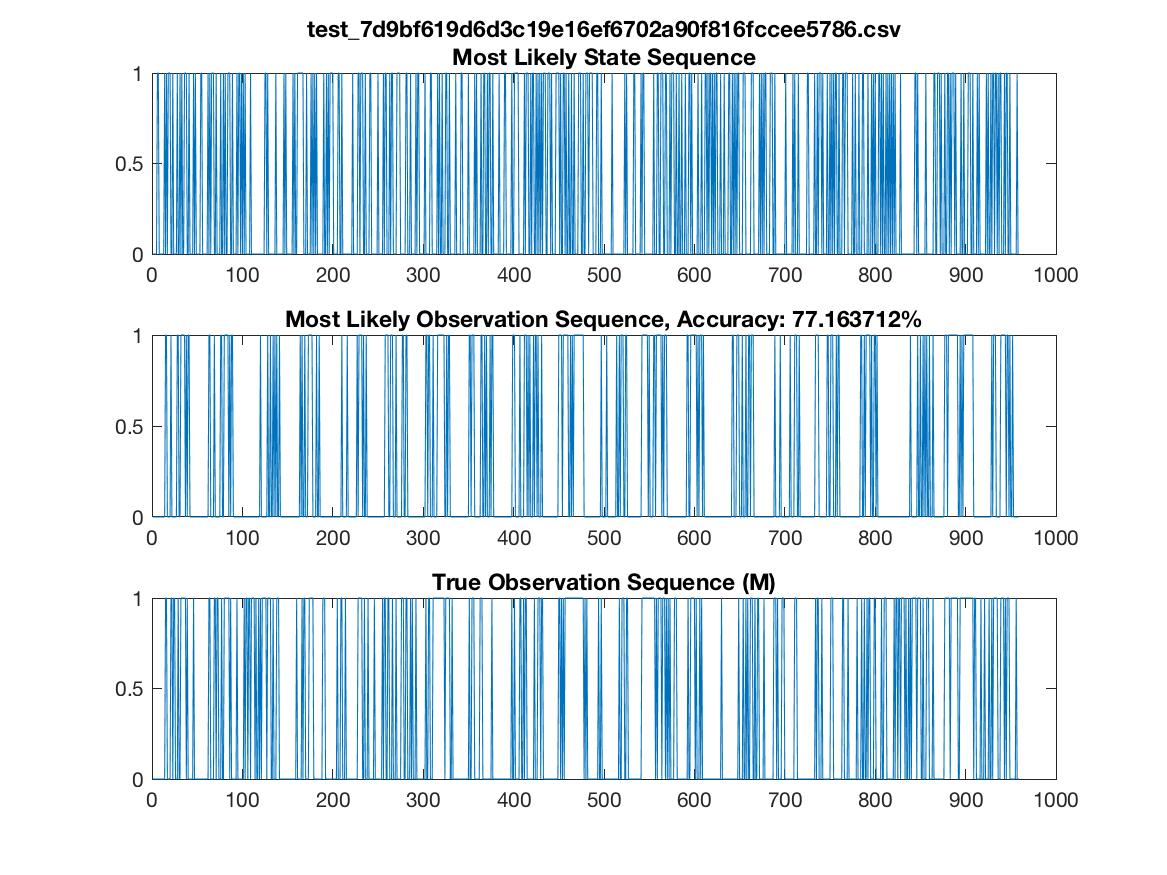 test_7d9bf619d6d3c19e16ef6702a90f816fccee5786.csv
Most Likely State Sequence
1
0.5
0
0 100 200 300 400 500 600 700 800 900 1000
Most Likely Observation Sequence, Accuracy: 77.163712%
1
0.5
0
0 100 200 300 400 500 600 700 800 900 1000
True Observation Sequence (M)
1
0.5
0
0 100 200 300 400 500 600 700 800 900 1000